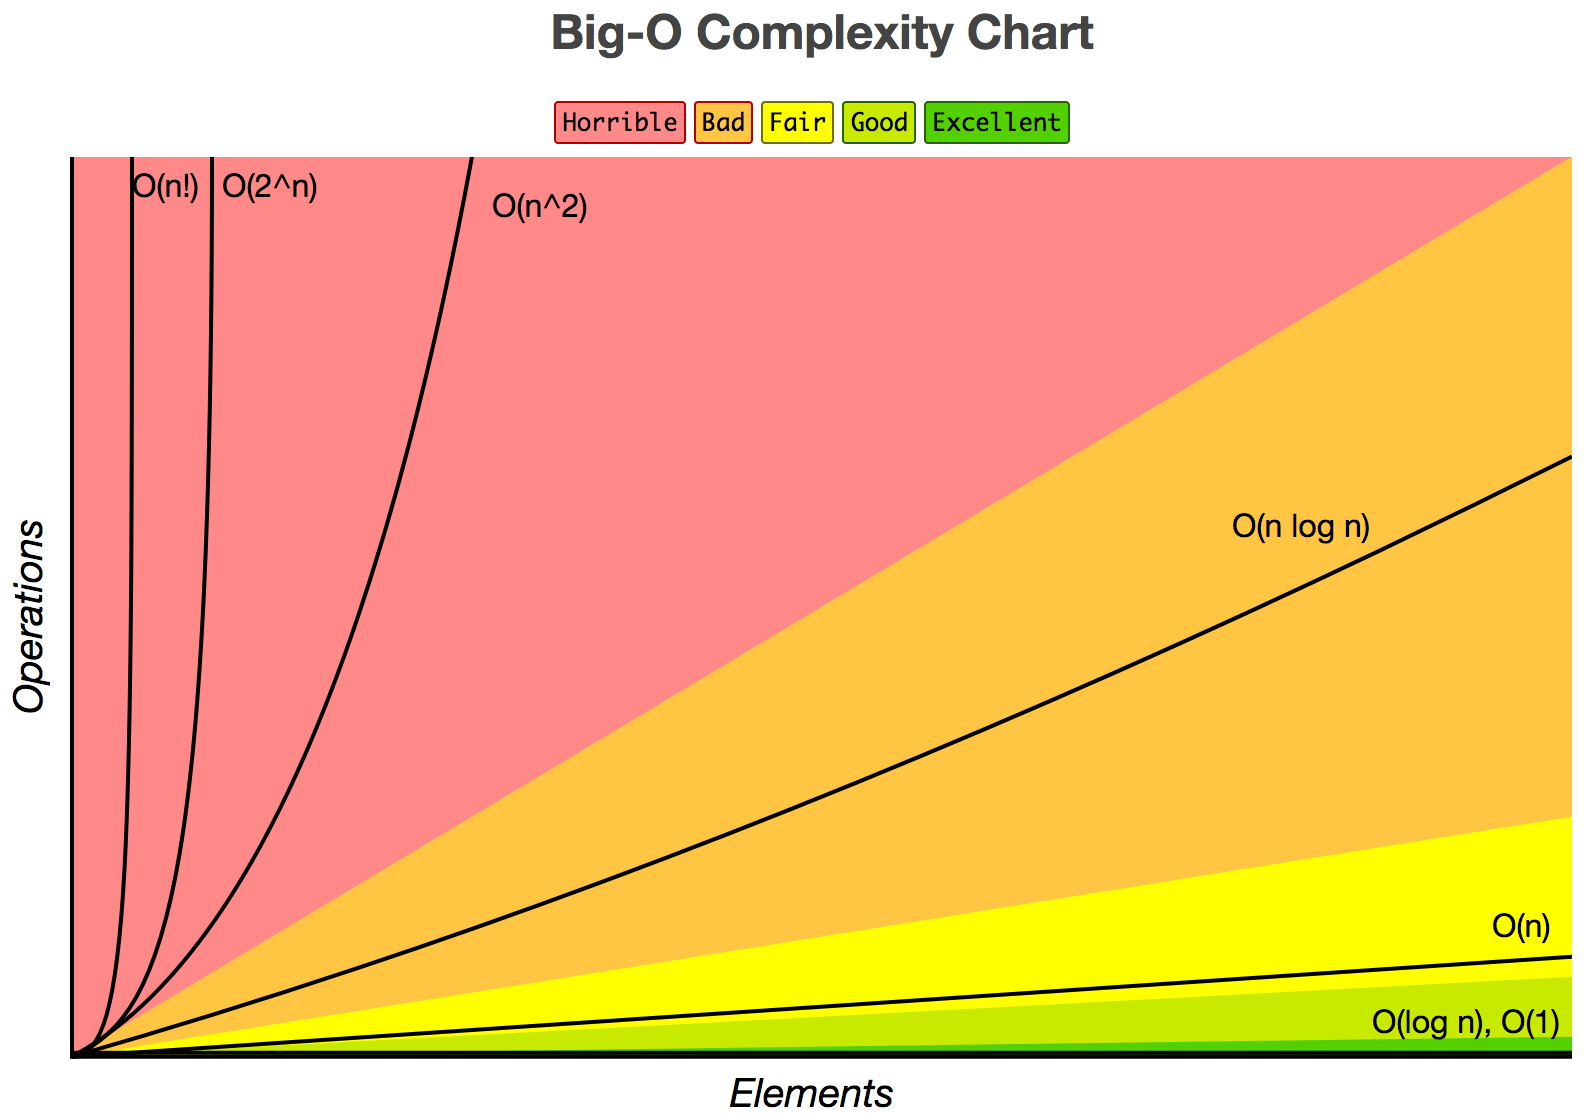 Big-O Complexity Chart
Horrible Bad Fair Good Excellent
O(n!) O(2^n)
O(n^2)
O(n log n)
O(n)
O(log n), O(1)
Operations
Elements